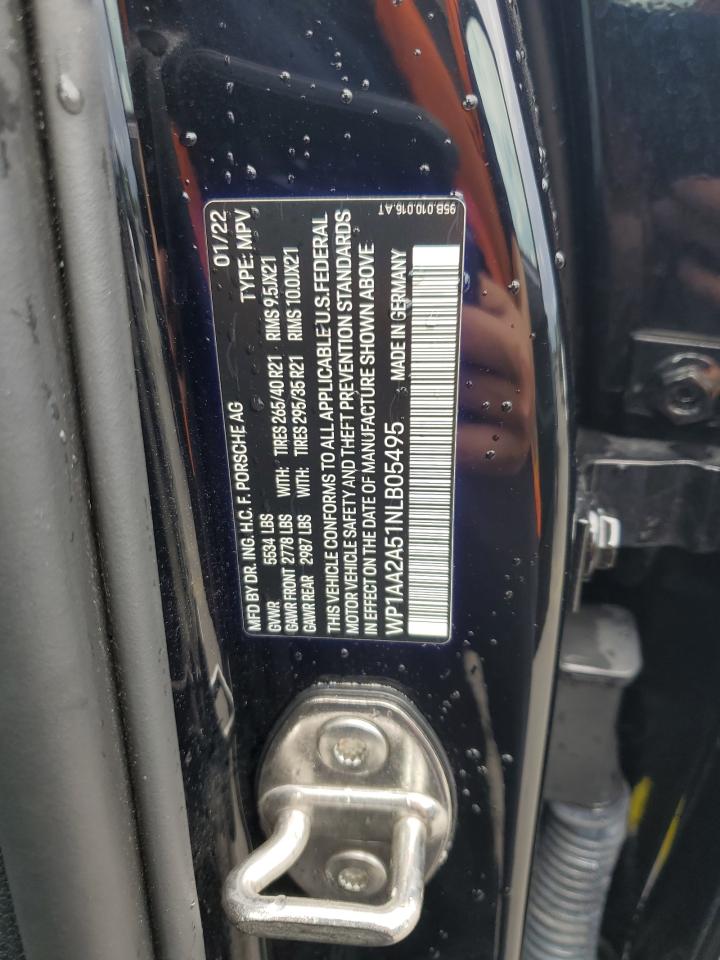 MFD BY DR. ING. H.C. F. PORSCHE AG 01/22
GVWR 5534 LBS TYPE: MPV
GAWR FRONT 2778 LBS WITH: TIRES 265/40 R21 RIMS 9.5JX21
GAWR REAR 2987 LBS WITH: TIRES 295/35 R21 RIMS 10.0JX21
THIS VEHICLE CONFORMS TO ALL APPLICABLE U.S. FEDERAL
MOTOR VEHICLE SAFETY AND THEFT PREVENTION STANDARDS
IN EFFECT ON THE DATE OF MANUFACTURE SHOWN ABOVE
WP1AA2A51NLB05495 MADE IN GERMANY
95B.010.016.AT